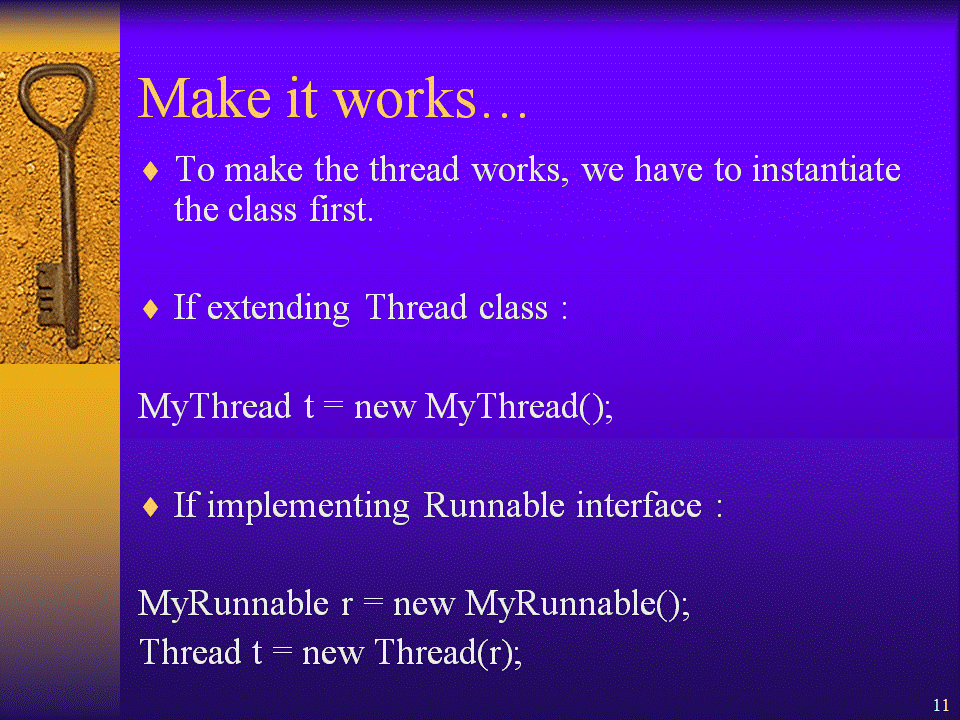 Make it works…
♦ To make the thread works, we have to instantiate
the class first.
♦ If extending Thread class :
MyThread t = new MyThread();
♦ If implementing Runnable interface :
MyRunnable r = new MyRunnable();
Thread t = new Thread(r);
11